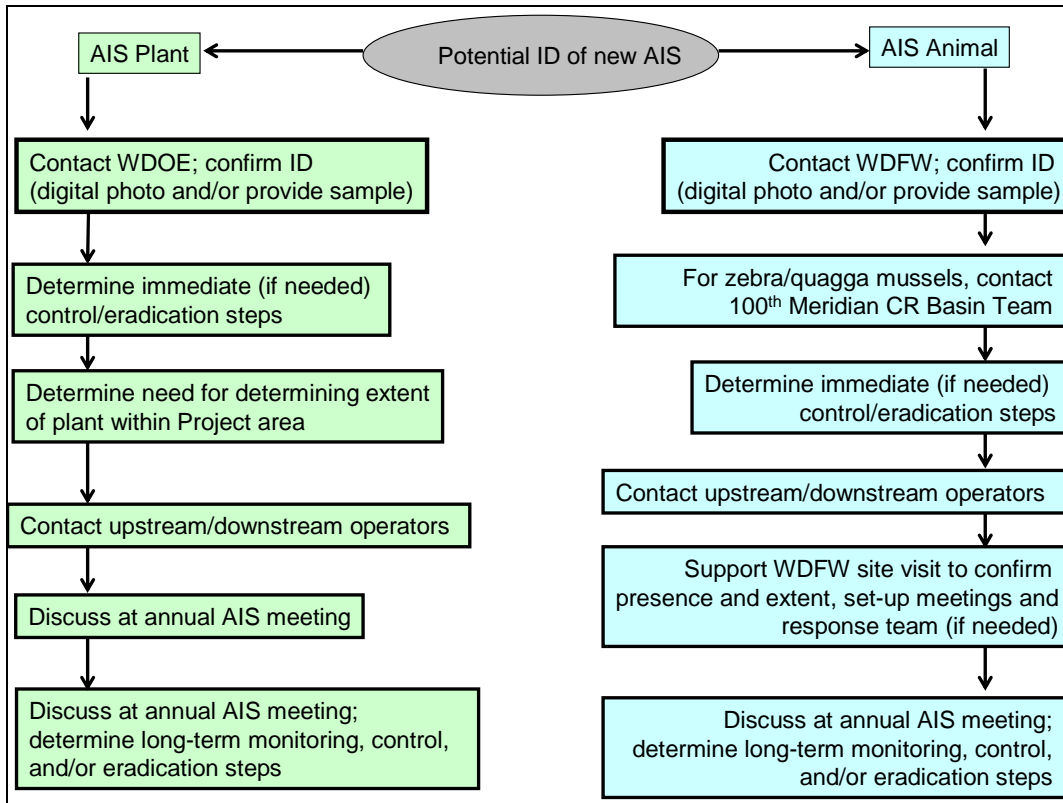 Potential ID of new AIS
AIS Plant
Contact WDOE; confirm ID
(digital photo and/or provide sample)
Determine immediate (if needed)
control/eradication steps
Determine need for determining extent
of plant within Project area
Contact upstream/downstream operators
Discuss at annual AIS meeting
Discuss at annual AIS meeting;
determine long-term monitoring, control,
and/or eradication steps
AIS Animal
Contact WDFW; confirm ID
(digital photo and/or provide sample)
For zebra/quagga mussels, contact
100th Meridian CR Basin Team
Determine immediate (if needed)
control/eradication steps
Contact upstream/downstream operators
Support WDFW site visit to confirm
presence and extent, set-up meetings and
response team (if needed)
Discuss at annual AIS meeting;
determine long-term monitoring, control,
and/or eradication steps